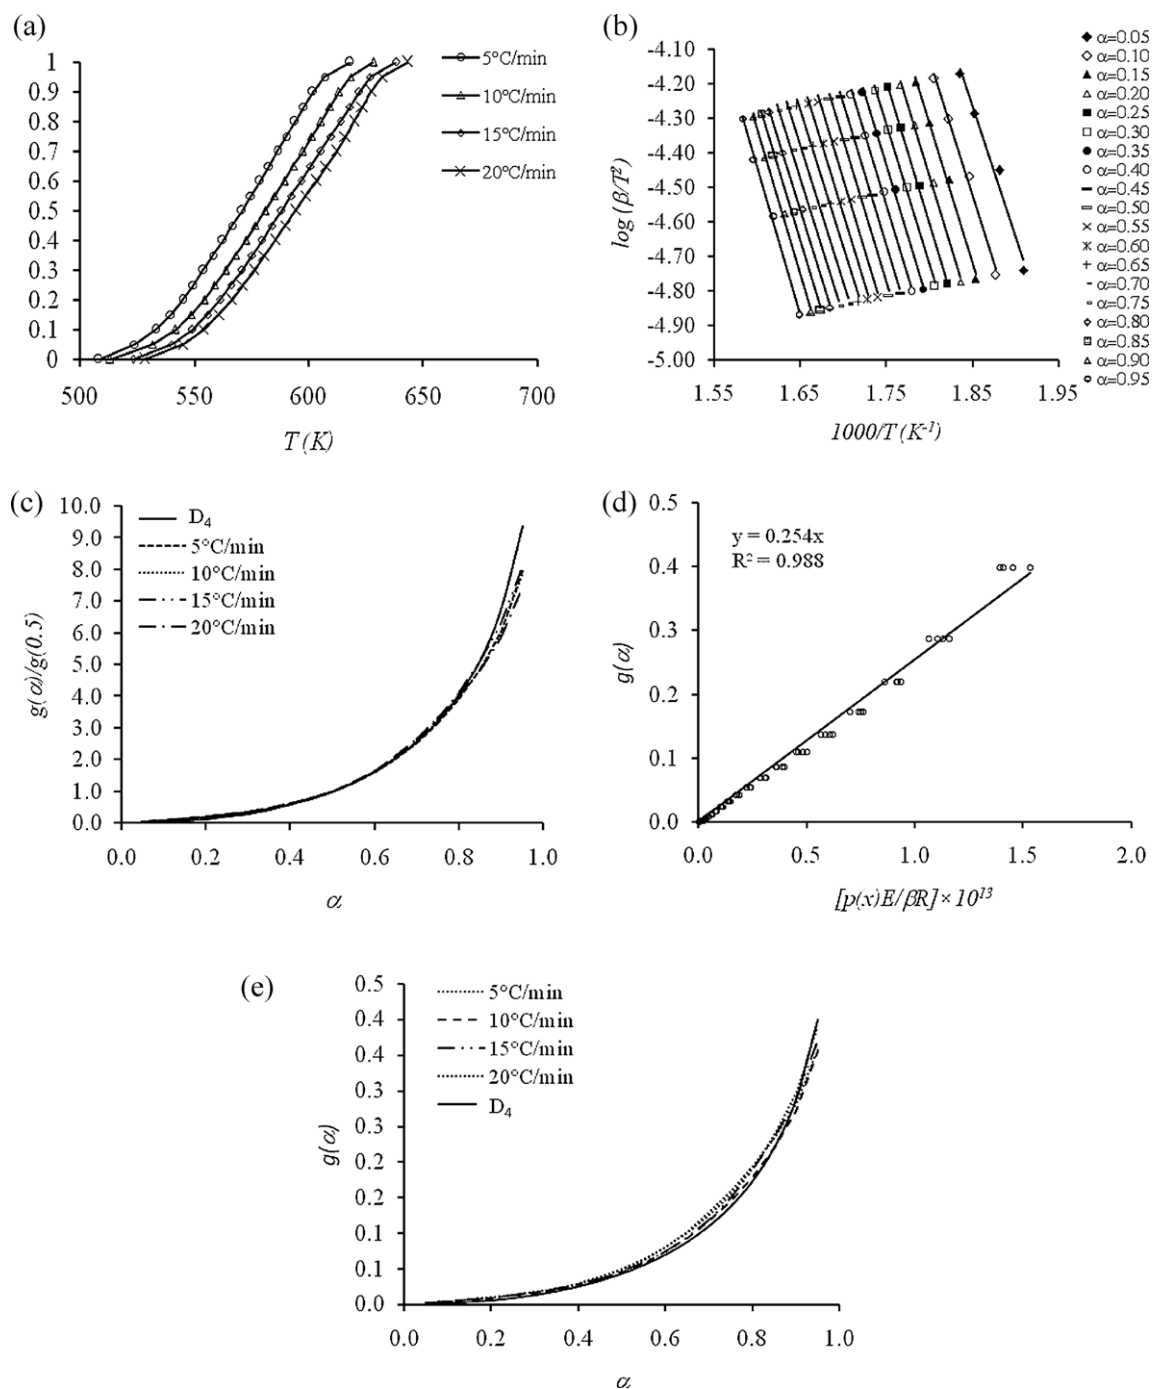 (a)
1
0.9
0.8
0.7
0.6
0.5
0.4
0.3
0.2
0.1
0
500
550
600
650
700
T (K)
5°C/min
10°C/min
15°C/min
20°C/min
(b)
log (β/T²)
-4.10
-4.20
-4.30
-4.40
-4.50
-4.60
-4.70
-4.80
-4.90
-5.00
1.55
1.65
1.75
1.85
1.95
1000/T (K⁻¹)
α=0.05
α=0.10
α=0.15
α=0.20
α=0.25
α=0.30
α=0.35
α=0.40
α=0.45
α=0.50
α=0.55
α=0.60
α=0.65
α=0.70
α=0.75
α=0.80
α=0.85
α=0.90
α=0.95
(c)
g(α)/g(0.5)
10.0
9.0
8.0
7.0
6.0
5.0
4.0
3.0
2.0
1.0
0.0
0.0
0.2
0.4
0.6
0.8
1.0
α
D₄
5°C/min
10°C/min
15°C/min
20°C/min
(d)
g(α)
0.5
0.4
0.3
0.2
0.1
0.0
0.0
0.5
1.0
1.5
2.0
[p(x)E/βR]×10¹³
y = 0.254x
R² = 0.988
(e)
g(α)
0.5
0.4
0.4
0.3
0.3
0.2
0.2
0.1
0.1
0.0
0.0
0.2
0.4
0.6
0.8
1.0
α
5°C/min
10°C/min
15°C/min
20°C/min
D₄